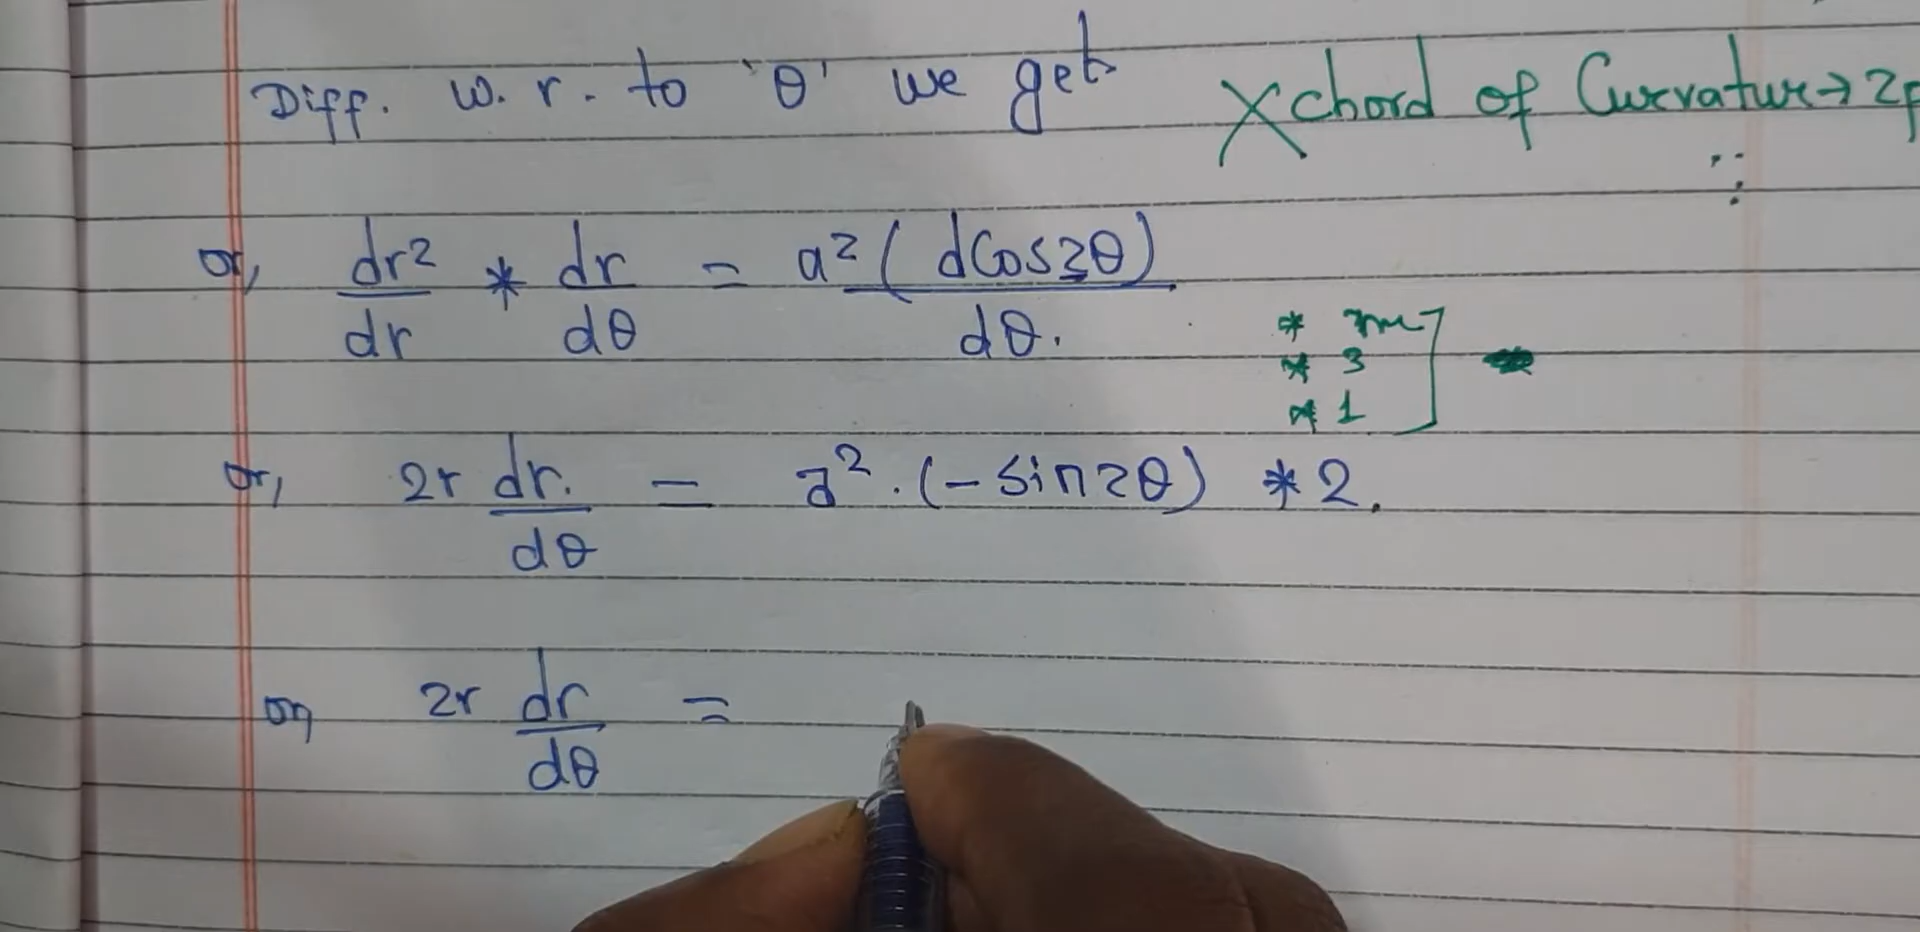 Diff. w. r. to 'θ' we get
X chord of Curvature → 2p
∵
or, dr²/dr * dr/dθ = a² (dCos2θ)/dθ.
* 3
* 1
or, 2r dr/dθ = a².(-sin2θ) * 2.
or, 2r dr/dθ =